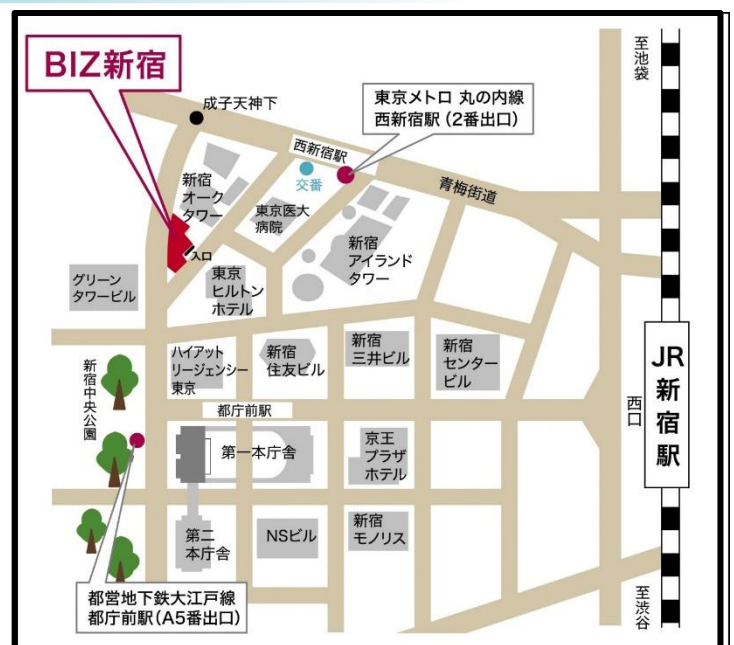 BIZ新宿
成子天神下
東京メトロ 丸の内線
西新宿駅（2番出口）
至池袋
西新宿駅
交番
青梅街道
新宿
オーク
タワー
東京医大
病院
入口
新宿
アイランド
タワー
グリーン
タワービル
東京
ヒルトン
ホテル
ハイアット
リージェンシー
東京
新宿
住友ビル
新宿
三井ビル
新宿
センター
ビル
新宿中央公園
都庁前駅
西口
JR新宿駅
第一本庁舎
京王
プラザ
ホテル
第二
本庁舎
NSビル
新宿
モノリス
都営地下鉄大江戸線
都庁前駅（A5番出口）
至渋谷